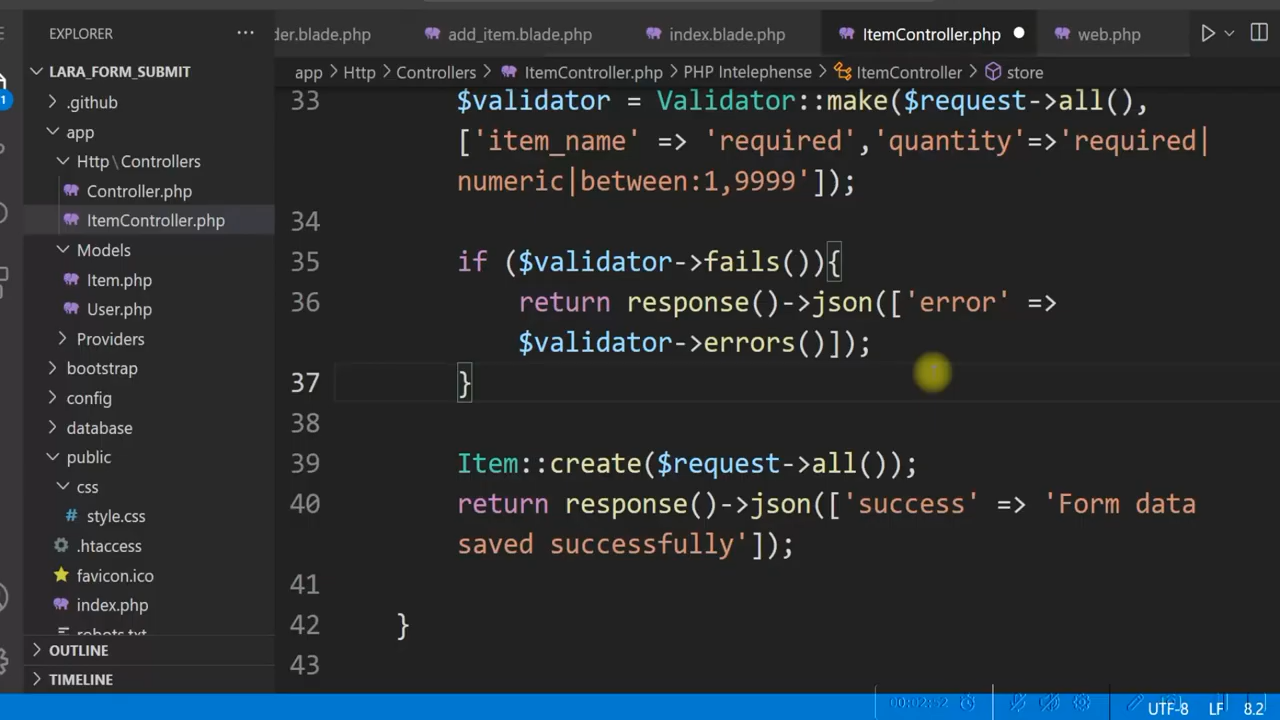 EXPLORER
LARA_FORM_SUBMIT
.github
app
Http\Controllers
Controller.php
ItemController.php
Models
Item.php
User.php
Providers
bootstrap
config
database
public
css
# style.css
.htaccess
favicon.ico
index.php
robots.txt
OUTLINE
TIMELINE
der.blade.php add_item.blade.php index.blade.php ItemController.php web.php
app > Http > Controllers > ItemController.php > PHP Intelephense > ItemController > store
33 $validator = Validator::make($request->all(),
['item_name' => 'required','quantity'=>'required|
numeric|between:1,9999']);
34
35 if ($validator->fails()){
36 return response()->json(['error' =>
$validator->errors()]);
37 }
38
39 Item::create($request->all());
40 return response()->json(['success' => 'Form data
saved successfully']);
41
42 }
43
00:02:52
UTF-8 LF 8.2